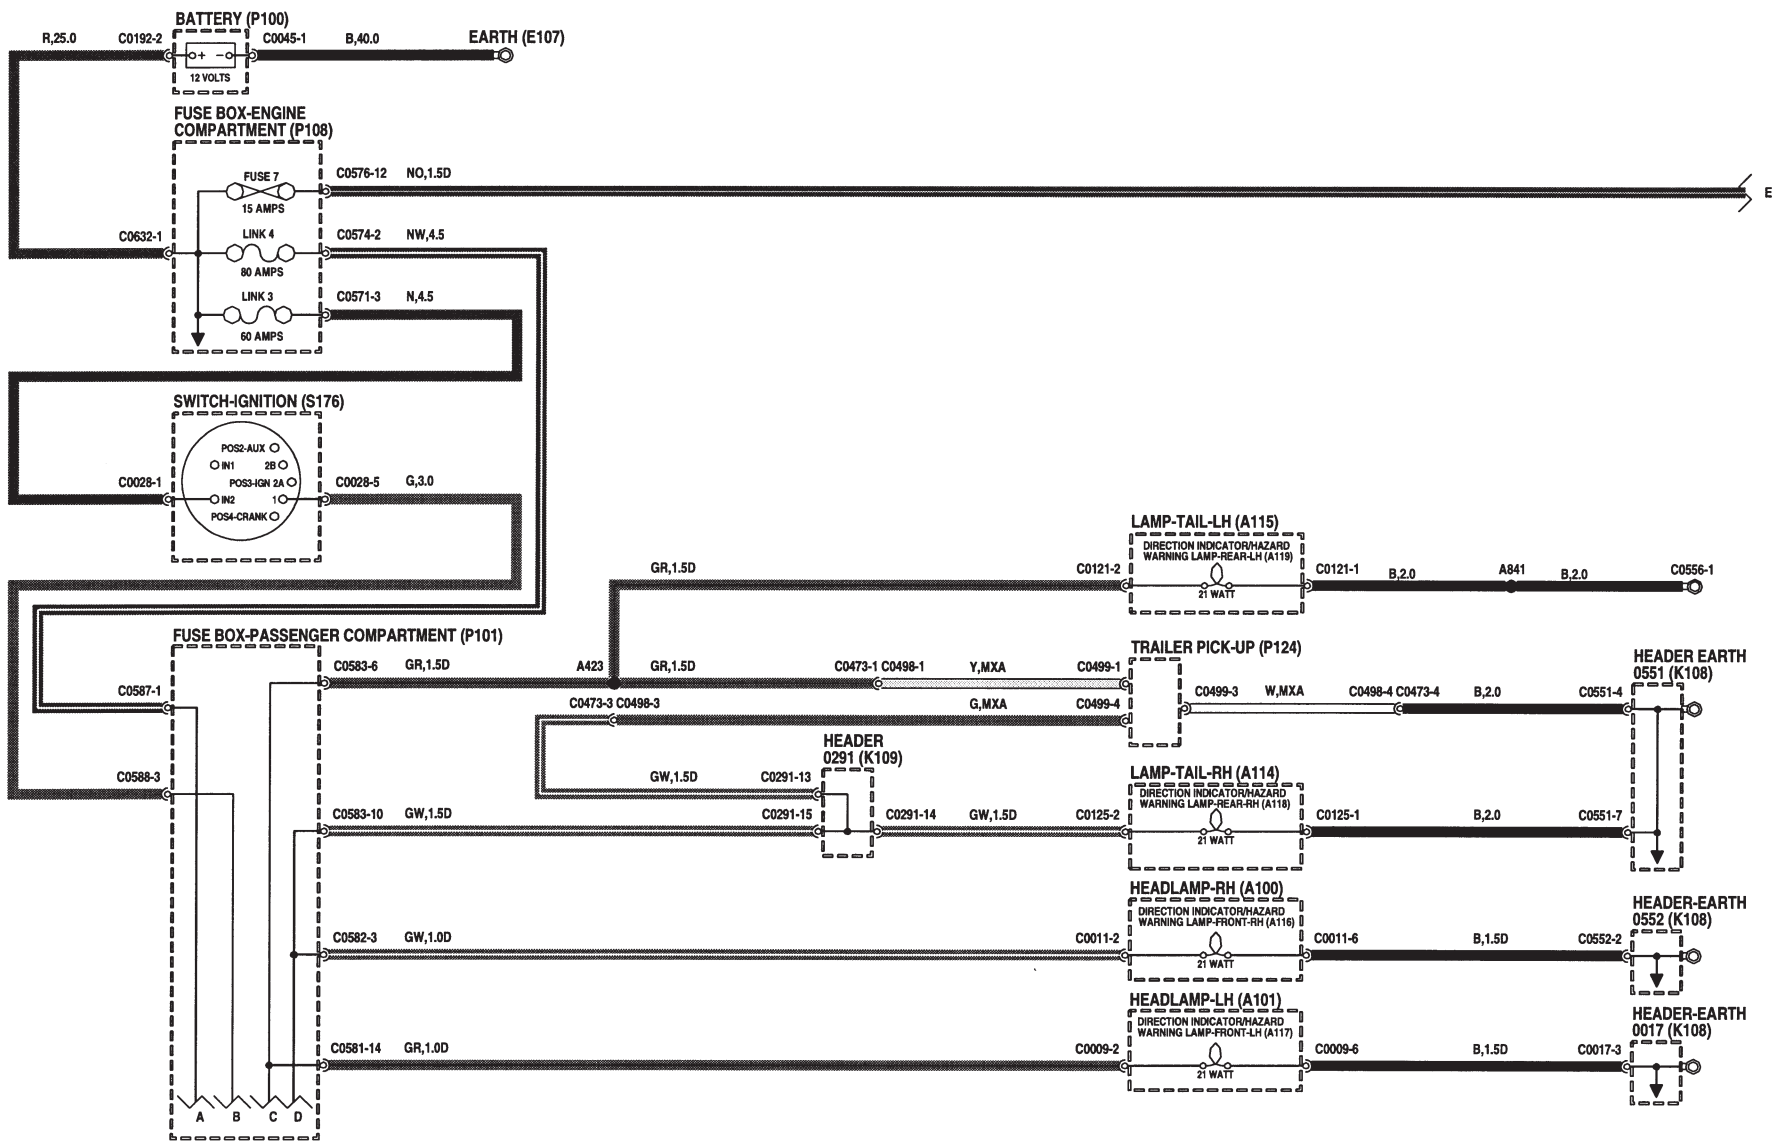 BATTERY (P100)
R,25.0
C0192-2
C0045-1
B,40.0
EARTH (E107)
+ -
12 VOLTS
FUSE BOX-ENGINE
COMPARTMENT (P108)
FUSE 7
15 AMPS
C0576-12
NO,1.5D
E
C0632-1
LINK 4
80 AMPS
C0574-2
NW,4.5
LINK 3
60 AMPS
C0571-3
N,4.5
SWITCH-IGNITION (S176)
POS2-AUX
IN1
2B
POS3-IGN 2A
IN2
1
POS4-CRANK
C0028-1
C0028-5
G,3.0
LAMP-TAIL-LH (A115)
DIRECTION INDICATOR/HAZARD
WARNING LAMP-REAR-LH (A119)
21 WATT
GR,1.5D
C0121-2
C0121-1
B,2.0
A841
B,2.0
C0556-1
FUSE BOX-PASSENGER COMPARTMENT (P101)
C0587-1
C0588-3
C0583-6
GR,1.5D
A423
GR,1.5D
C0473-1 C0498-1
Y,MXA
C0499-1
TRAILER PICK-UP (P124)
C0473-3 C0498-3
G,MXA
C0499-4
C0499-3
W,MXA
C0498-4 C0473-4
B,2.0
C0551-4
HEADER EARTH
0551 (K108)
HEADER
0291 (K109)
GW,1.5D
C0291-13
C0583-10
GW,1.5D
C0291-15
C0291-14
GW,1.5D
C0125-2
LAMP-TAIL-RH (A114)
DIRECTION INDICATOR/HAZARD
WARNING LAMP-REAR-RH (A118)
21 WATT
C0125-1
B,2.0
C0551-7
HEADLAMP-RH (A100)
DIRECTION INDICATOR/HAZARD
WARNING LAMP-FRONT-RH (A116)
21 WATT
C0582-3
GW,1.0D
C0011-2
C0011-6
B,1.5D
C0552-2
HEADER-EARTH
0552 (K108)
HEADLAMP-LH (A101)
DIRECTION INDICATOR/HAZARD
WARNING LAMP-FRONT-LH (A117)
21 WATT
C0581-14
GR,1.0D
C0009-2
C0009-6
B,1.5D
C0017-3
HEADER-EARTH
0017 (K108)
A
B
C
D